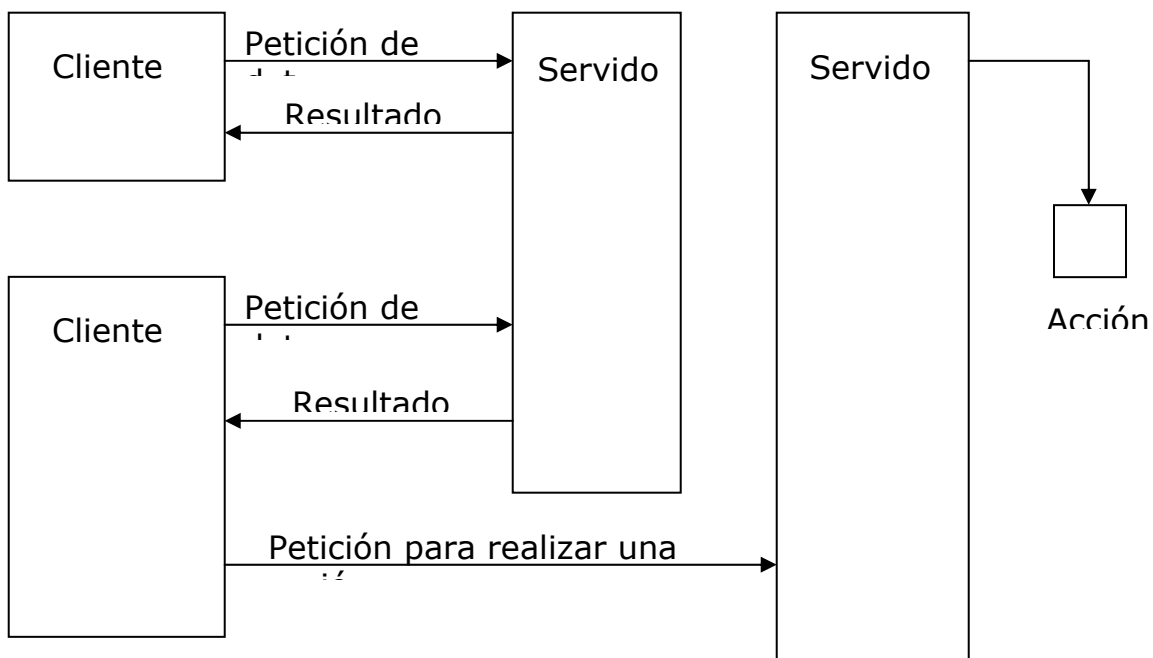 Cliente
Petición de
Resultado
Servido
Servido
Acción
Cliente
Petición de
Resultado
Petición para realizar una